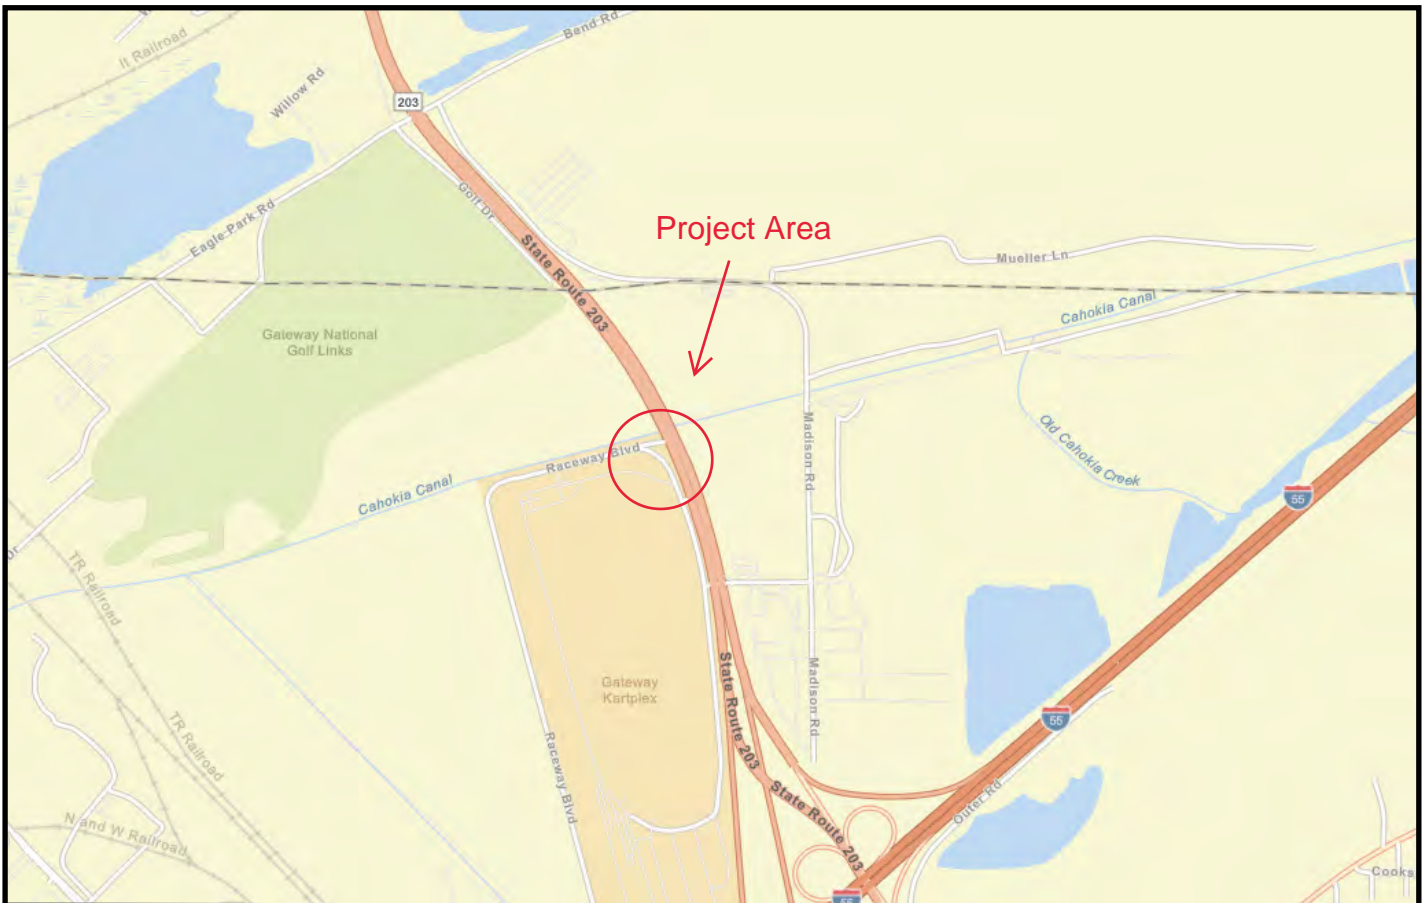 Bend Rd
It Railroad
Willow Rd
203
Golf Dr
Eagle Park Rd
Project Area
State Route 203
Mueller Ln
Cahokia Canal
Gateway National
Golf Links
Madison Rd
Old Cahokia Creek
Raceway Blvd
Cahokia Canal
55
Dr
TR Railroad
Gateway
Kartplex
State Route 203
Madison Rd
TR Railroad
55
Raceway Blvd
State Route 203
Outer Rd
N and W Railroad
Cooks
55